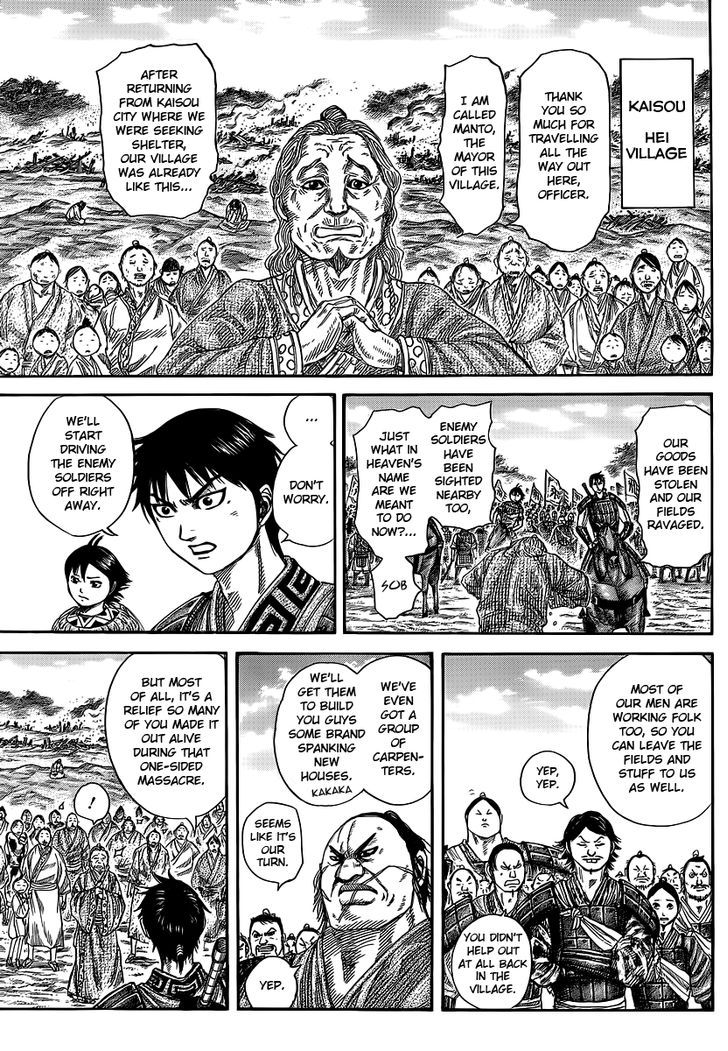 KAISOU
HEI
VILLAGE
THANK
YOU SO
MUCH FOR
TRAVELLING
ALL THE
WAY OUT
HERE,
OFFICER.
I AM
CALLED
MANTO,
THE
MAYOR
OF THIS
VILLAGE.
AFTER
RETURNING
FROM KAISOU
CITY WHERE WE
WERE SEEKING
SHELTER,
OUR VILLAGE
WAS ALREADY
LIKE THIS...
OUR
GOODS
HAVE BEEN
STOLEN
AND OUR
FIELDS
RAVAGED.
ENEMY
SOLDIERS
HAVE
BEEN
SIGHTED
NEARBY
TOO,
JUST
WHAT IN
HEAVEN'S
NAME
ARE WE
MEANT
TO DO
NOW?...
SOB
...
DON'T
WORRY.
WE'LL
START
DRIVING
THE ENEMY
SOLDIERS
OFF RIGHT
AWAY.
MOST OF
OUR MEN ARE
WORKING FOLK
TOO, SO YOU
CAN LEAVE
THE FIELDS
AND STUFF TO US
AS WELL.
YEP,
YEP.
YOU DIDN'T
HELP OUT
AT ALL BACK
IN THE
VILLAGE.
WE'VE
EVEN
GOT A
GROUP
OF
CARPEN-
TERS.
WE'LL
GET THEM
TO BUILD
YOU GUYS
SOME BRAND
SPANKING
NEW
HOUSES.
KAKAKA
SEEMS
LIKE IT'S
OUR
TURN.
YEP.
BUT MOST
OF ALL, IT'S A
RELIEF SO MANY
OF YOU MADE IT
OUT ALIVE
DURING THAT
ONE-SIDED
MASSACRE.
!